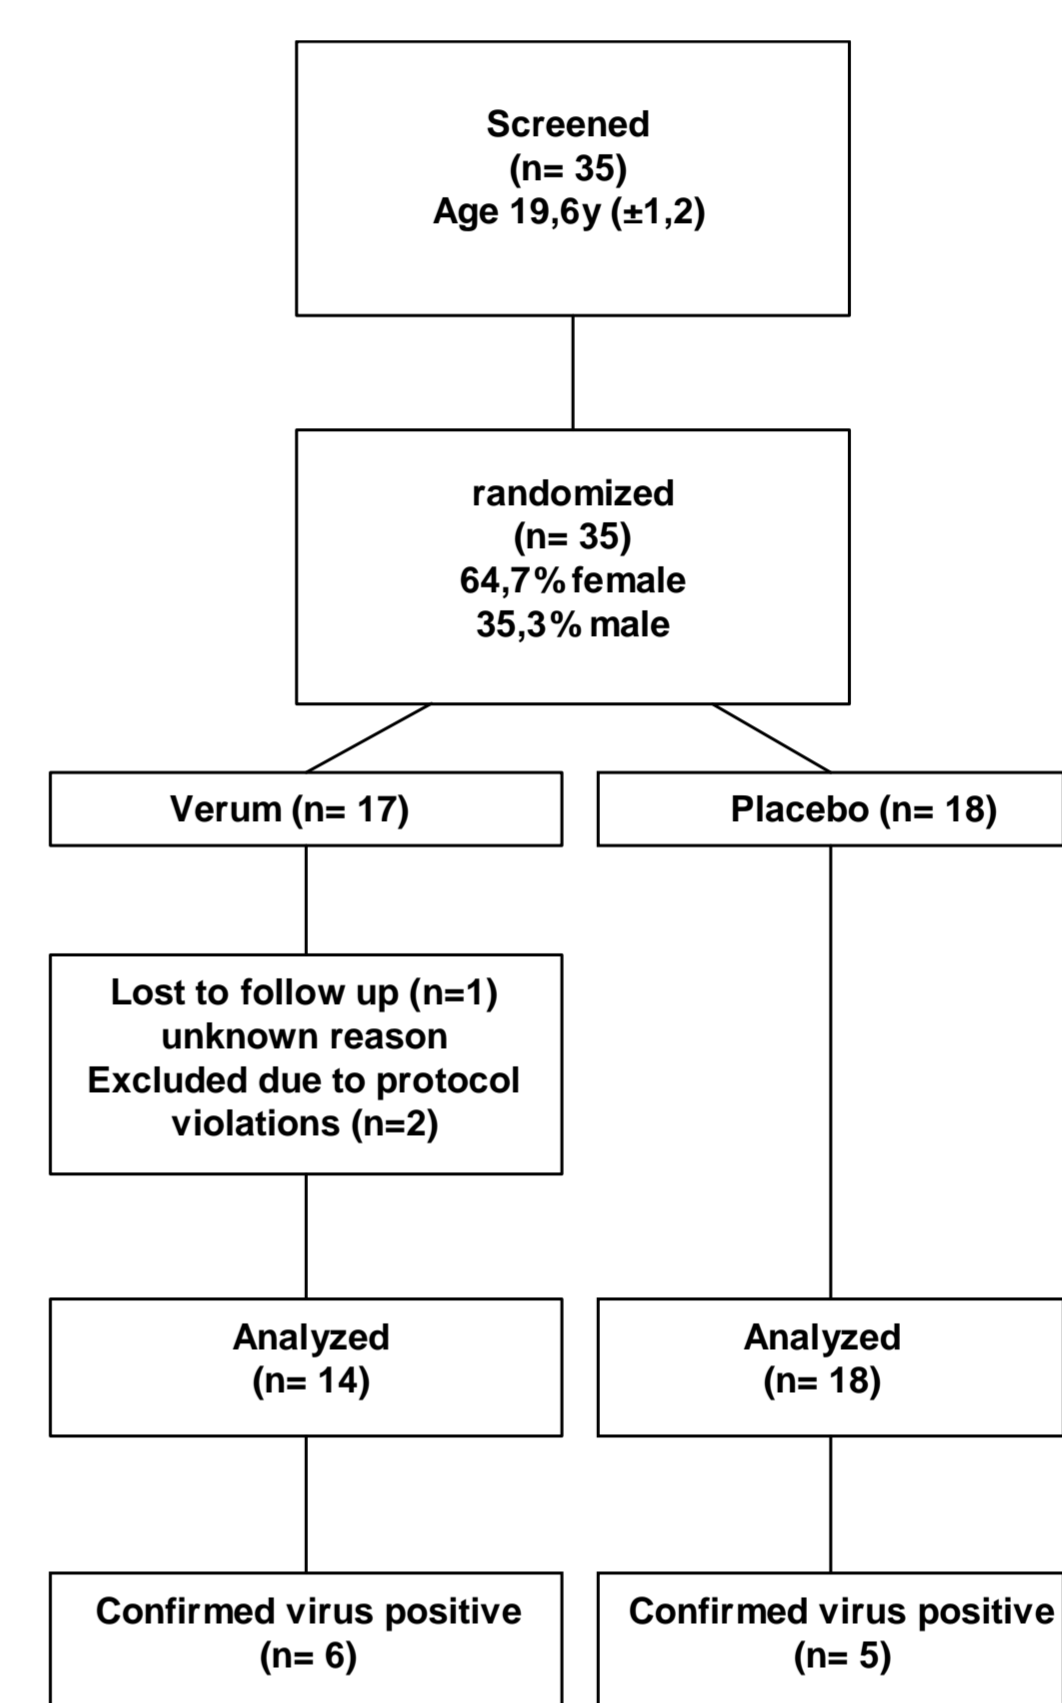 Screened
(n= 35)
Age 19,6y (±1,2)
randomized
(n= 35)
64,7% female
35,3% male
Verum (n= 17)
Placebo (n= 18)
Lost to follow up (n=1)
unknown reason
Excluded due to protocol
violations (n=2)
Analyzed
(n= 14)
Analyzed
(n= 18)
Confirmed virus positive
(n= 6)
Confirmed virus positive
(n= 5)